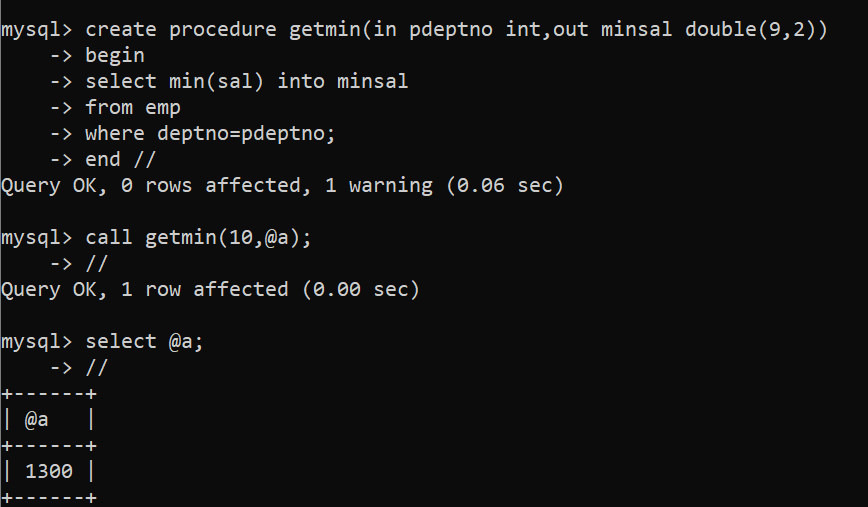 mysql> create procedure getmin(in pdeptno int,out minsal double(9,2))
    -> begin
    -> select min(sal) into minsal
    -> from emp
    -> where deptno=pdeptno;
    -> end //
Query OK, 0 rows affected, 1 warning (0.06 sec)

mysql> call getmin(10,@a);
    -> //
Query OK, 1 row affected (0.00 sec)

mysql> select @a;
    -> //
+------+
| @a   |
+------+
| 1300 |
+------+